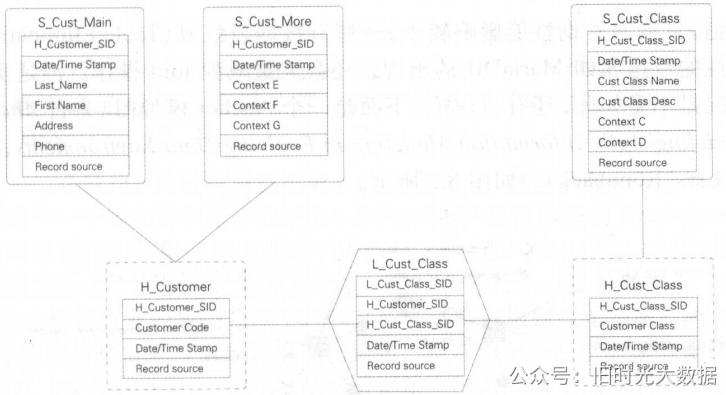 S_Cust_Main
H_Customer_SID
Date/Time Stamp
Last_Name
First Name
Address
Phone
Record source
S_Cust_More
H_Customer_SID
Date/Time Stamp
Context E
Context F
Context G
Record source
S_Cust_Class
H_Cust_Class_SID
Date/Time Stamp
Cust Class Name
Cust Class Desc
Context C
Context D
Record source
H_Customer
H_Customer_SID
Customer Code
Date/Time Stamp
Record source
L_Cust_Class
L_Cust_Class_SID
H_Customer_SID
H_Cust_Class_SID
Date/Time Stamp
Record source
H_Cust_Class
H_Cust_Class_SID
Customer Class
Date/Time Stamp
Record source
公众号：旧时光大数据